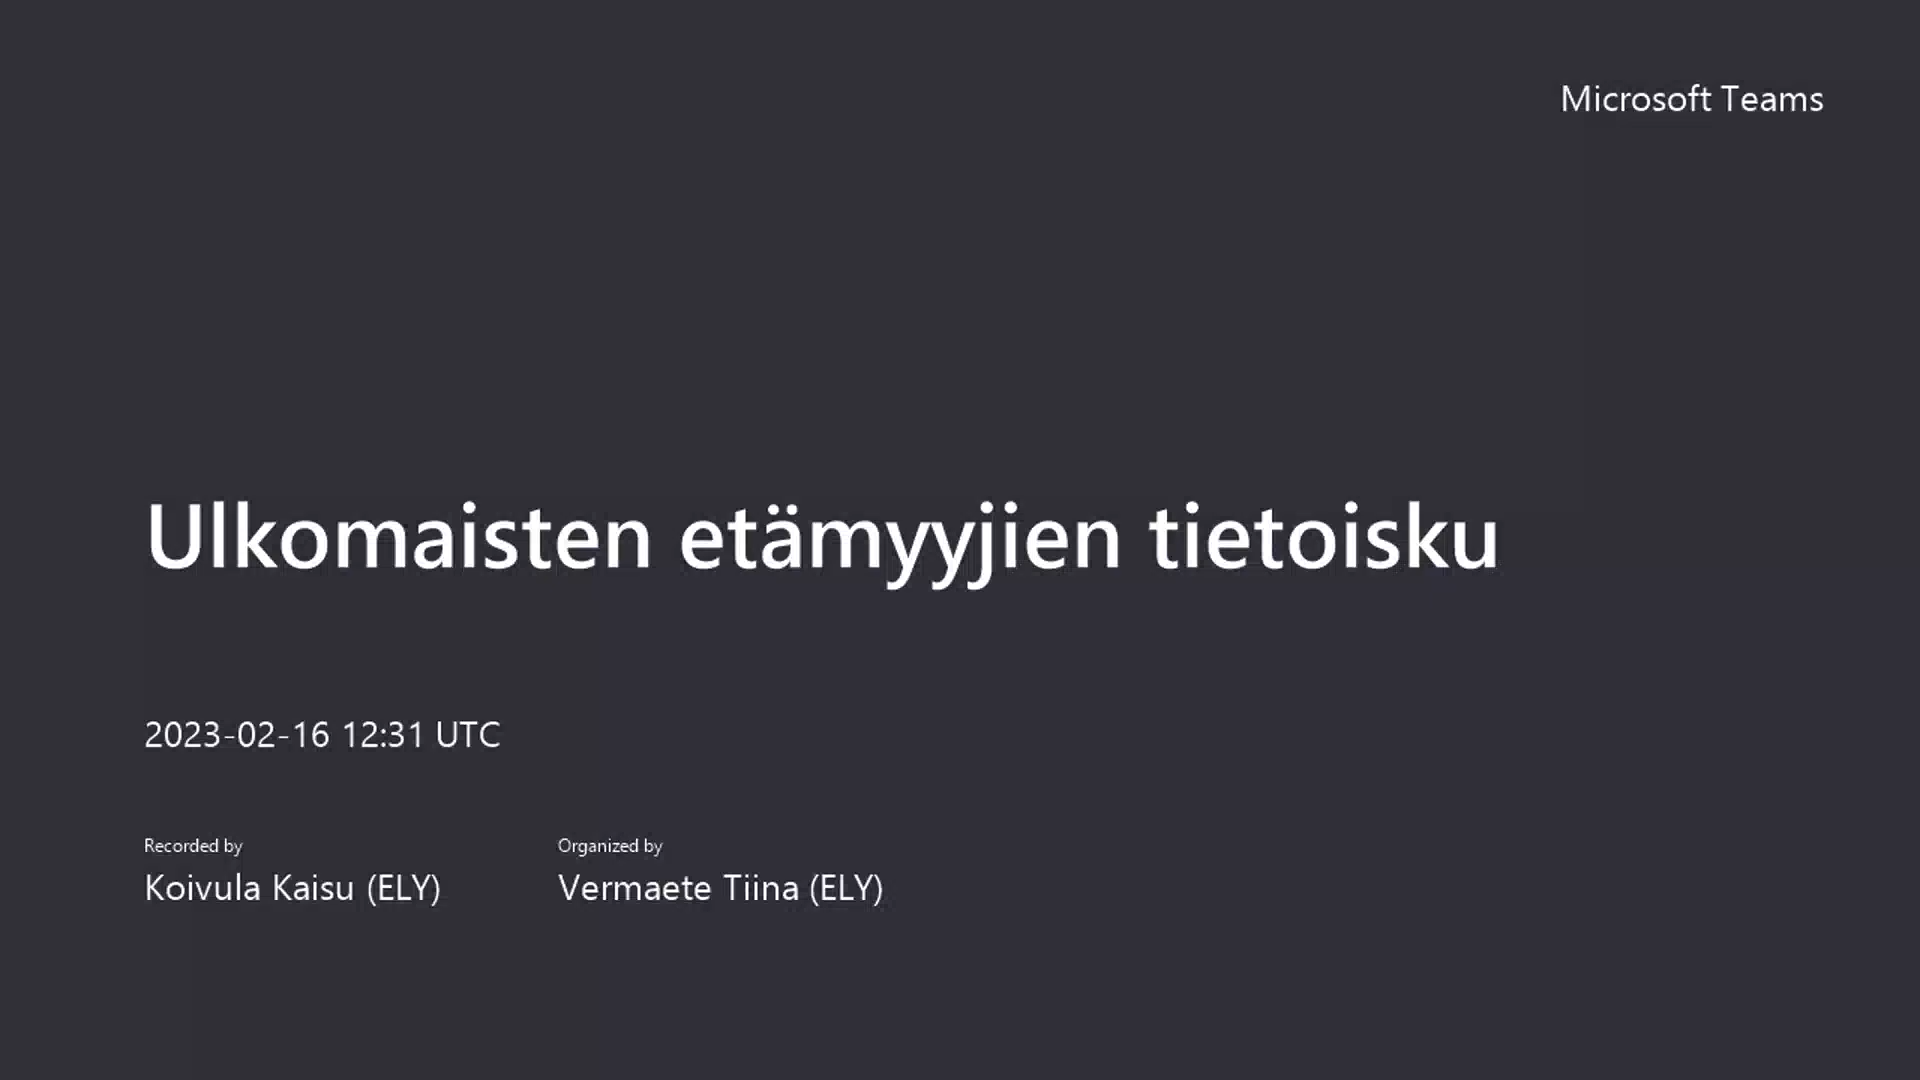 Microsoft Teams
Ulkomaisten etämyyjien tietoisku
2023-02-16 12:31 UTC
Recorded by
Koivula Kaisu (ELY)
Organized by
Vermaete Tiina (ELY)